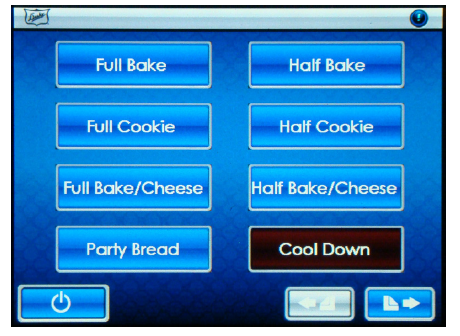 Full Bake
Half Bake
Full Cookie
Half Cookie
Full Bake/Cheese
Half Bake/Cheese
Party Bread
Cool Down